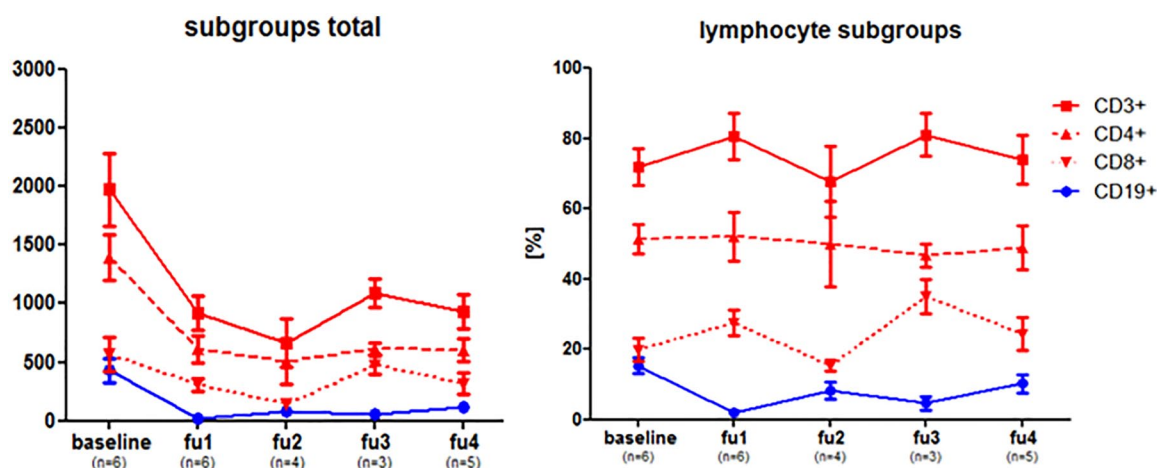 subgroups total
3000
2500
2000
1500
1000
500
0
baseline fu1 fu2 fu3 fu4
(n=6) (n=6) (n=4) (n=3) (n=5)
lymphocyte subgroups
[%]
100
80
60
40
20
0
baseline fu1 fu2 fu3 fu4
(n=6) (n=6) (n=4) (n=3) (n=5)
CD3+
CD4+
CD8+
CD19+